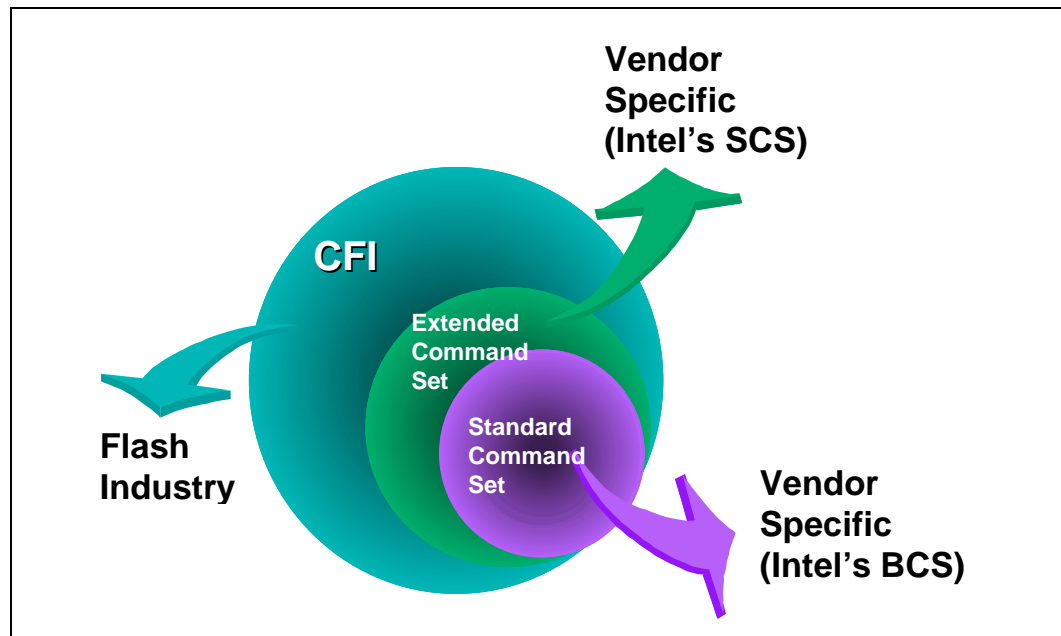 Vendor
Specific
(Intel's SCS)
CFI
Extended
Command
Set
Standard
Command
Set
Flash
Industry
Vendor
Specific
(Intel's BCS)